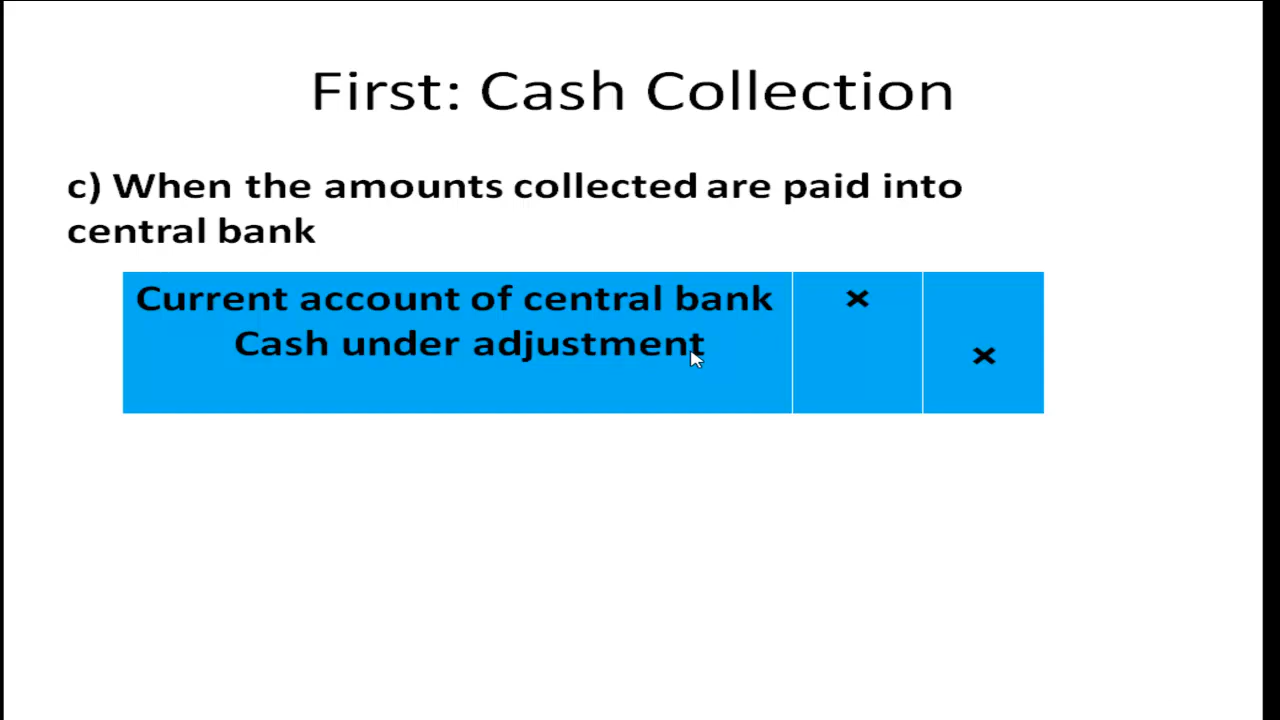 First: Cash Collection
c) When the amounts collected are paid into
central bank
Current account of central bank ×
Cash under adjustment ×